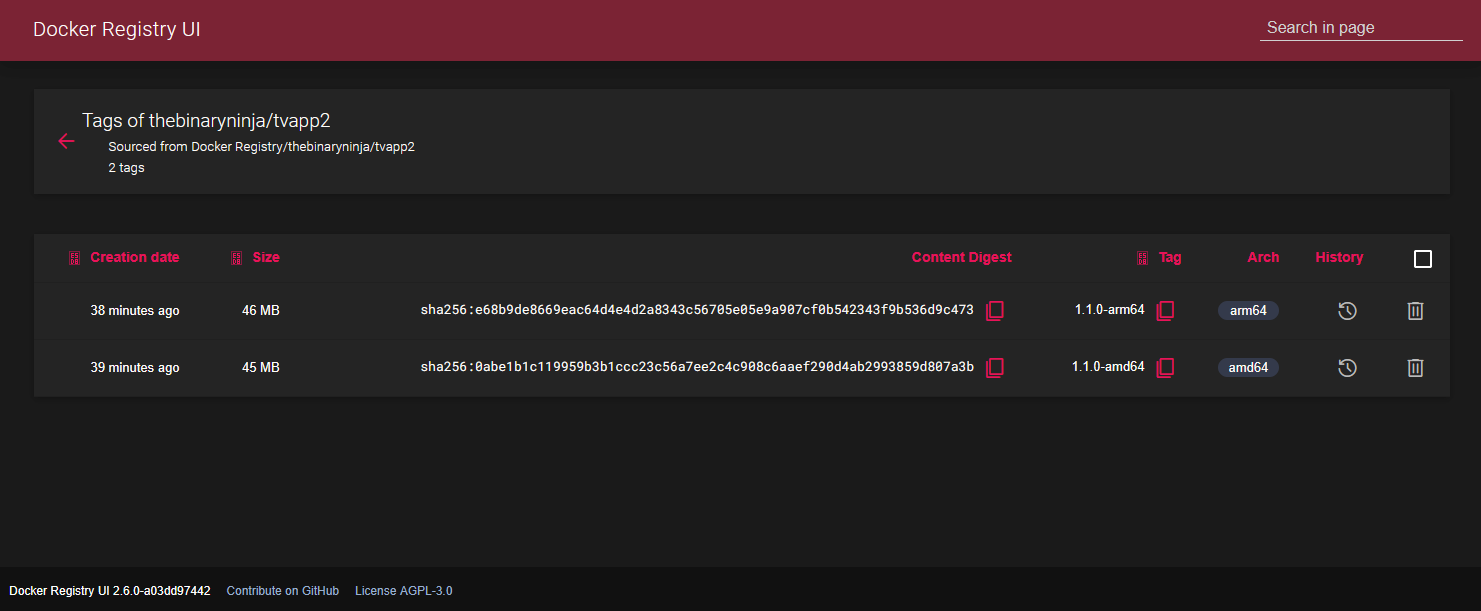 Docker Registry UI
Search in page
Tags of thebinaryninja/tvapp2
Sourced from Docker Registry/thebinaryninja/tvapp2
2 tags
Creation date Size Content Digest Tag Arch History
38 minutes ago 46 MB sha256:e68b9de8669eac64d4e4d2a8343c56705e05e9a907cf0b542343f9b536d9c473 1.1.0-arm64 arm64
39 minutes ago 45 MB sha256:0abe1b1c119959b3b1ccc23c56a7ee2c4c908c6aaef290d4ab2993859d807a3b 1.1.0-amd64 amd64
Docker Registry UI 2.6.0-a03dd97442 Contribute on GitHub License AGPL-3.0